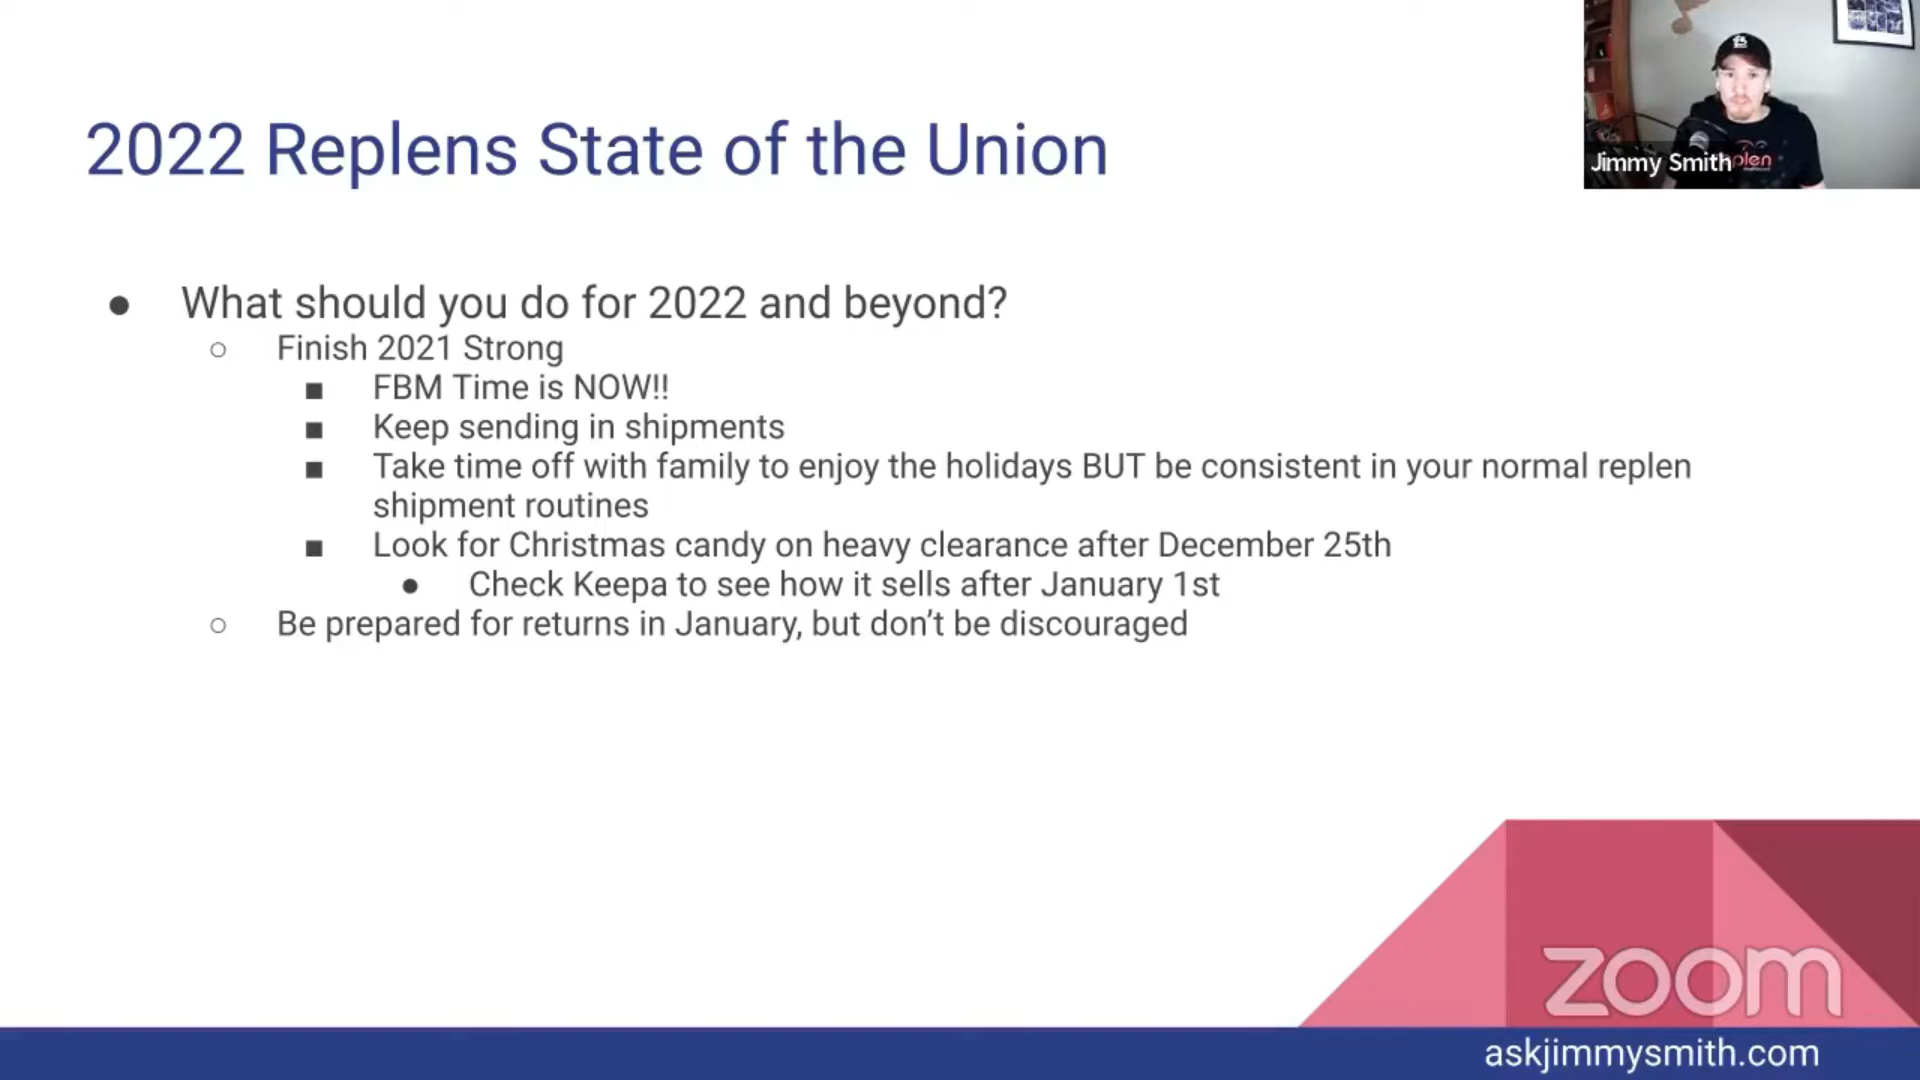 2022 Replens State of the Union
Jimmy Smith
plen
● What should you do for 2022 and beyond?
○ Finish 2021 Strong
■ FBM Time is NOW!!
■ Keep sending in shipments
■ Take time off with family to enjoy the holidays BUT be consistent in your normal replen
shipment routines
■ Look for Christmas candy on heavy clearance after December 25th
● Check Keepa to see how it sells after January 1st
○ Be prepared for returns in January, but don’t be discouraged
zoom
askjimmysmith.com